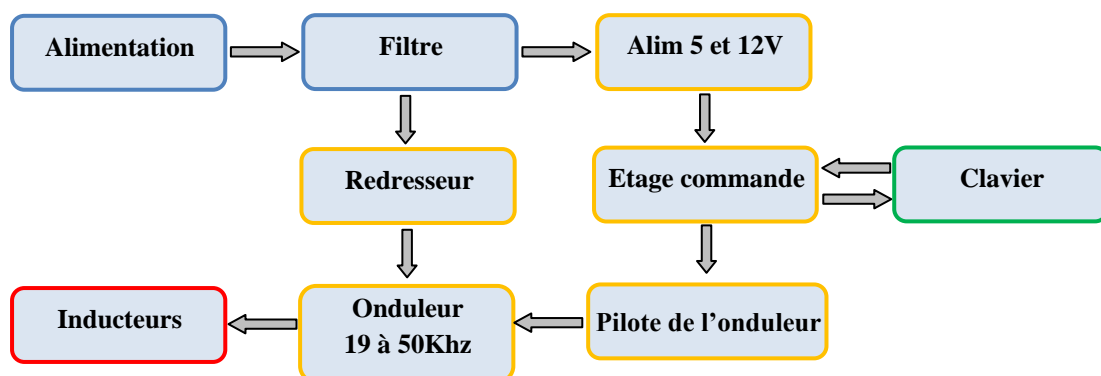 Alimentation
Filtre
Alim 5 et 12V
Redresseur
Etage commande
Clavier
Inducteurs
Onduleur
19 à 50Khz
Pilote de l’onduleur